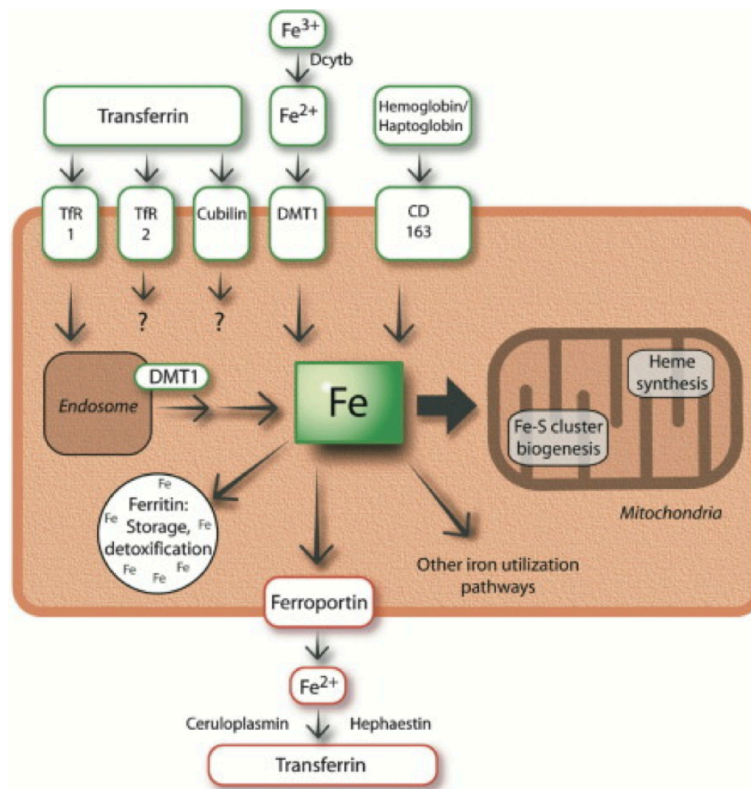 Fe3+
Dcytb
Transferrin
Fe2+
Hemoglobin/
Haptoglobin
TfR
1
TfR
2
Cubilin
DMT1
CD
163
?
?
DMT1
Endosome
Fe
Heme
synthesis
Fe-S cluster
biogenesis
Mitochondria
Fe
Ferritin:
Fe
Storage,
Fe
detoxification
Fe
Fe
Fe
Other iron utilization
pathways
Ferroportin
Fe2+
Ceruloplasmin
Hephaestin
Transferrin